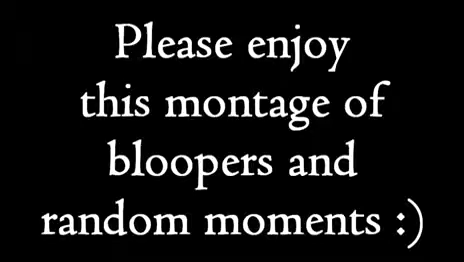 Please enjoy
this montage of
bloopers and
random moments :)